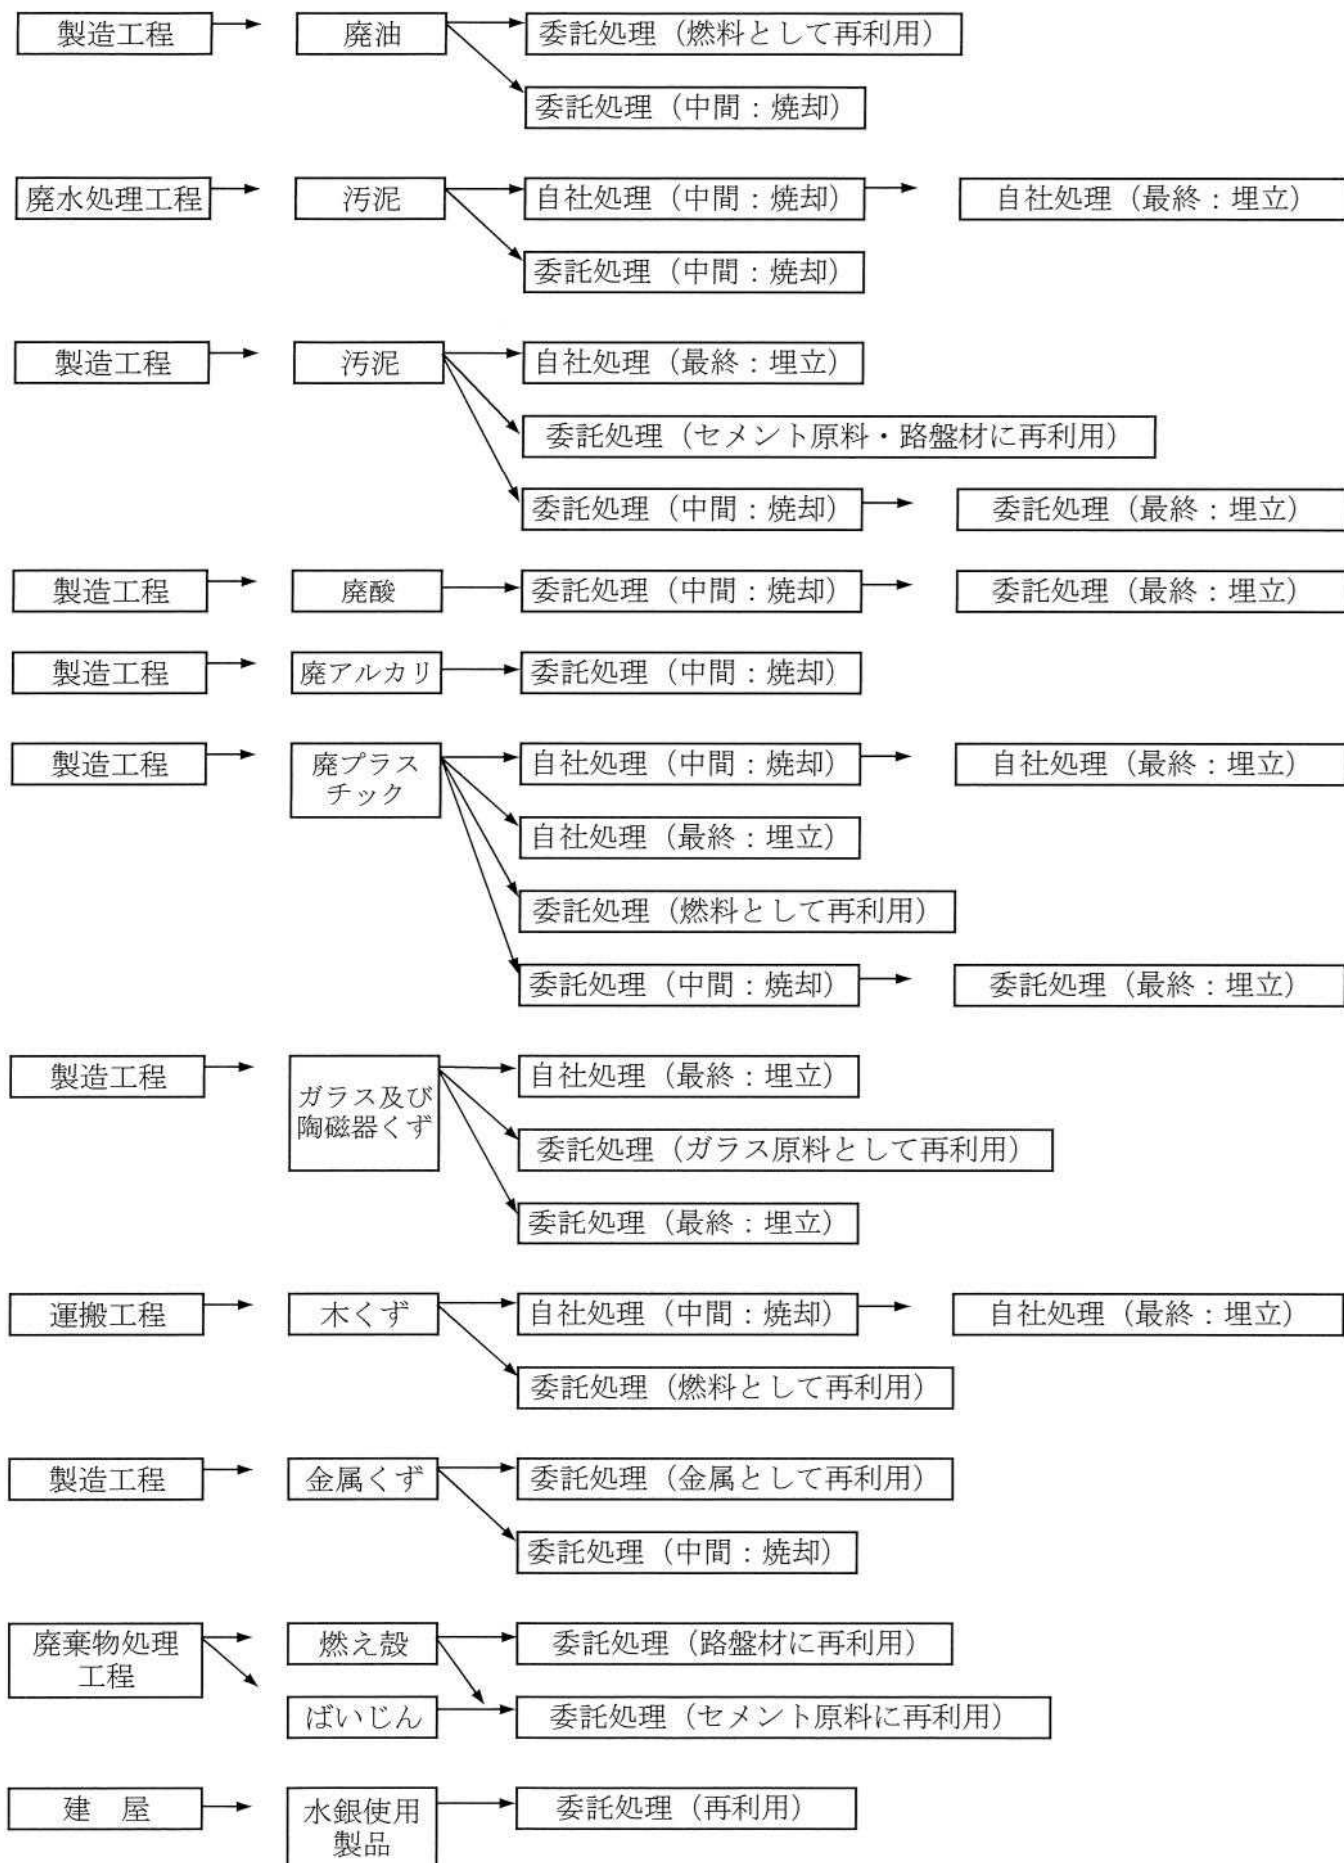 製造工程
廃油
委託処理（燃料として再利用）
委託処理（中間：焼却）
廃水処理工程
汚泥
自社処理（中間：焼却）
自社処理（最終：埋立）
委託処理（中間：焼却）
製造工程
汚泥
自社処理（最終：埋立）
委託処理（セメント原料・路盤材に再利用）
委託処理（中間：焼却）
委託処理（最終：埋立）
製造工程
廃酸
委託処理（中間：焼却）
委託処理（最終：埋立）
製造工程
廃アルカリ
委託処理（中間：焼却）
製造工程
廃プラス
チック
自社処理（中間：焼却）
自社処理（最終：埋立）
自社処理（最終：埋立）
委託処理（燃料として再利用）
委託処理（中間：焼却）
委託処理（最終：埋立）
製造工程
ガラス及び
陶磁器くず
自社処理（最終：埋立）
委託処理（ガラス原料として再利用）
委託処理（最終：埋立）
運搬工程
木くず
自社処理（中間：焼却）
自社処理（最終：埋立）
委託処理（燃料として再利用）
製造工程
金属くず
委託処理（金属として再利用）
委託処理（中間：焼却）
廃棄物処理
工程
燃え殻
委託処理（路盤材に再利用）
ばいじん
委託処理（セメント原料に再利用）
建　屋
水銀使用
製品
委託処理（再利用）